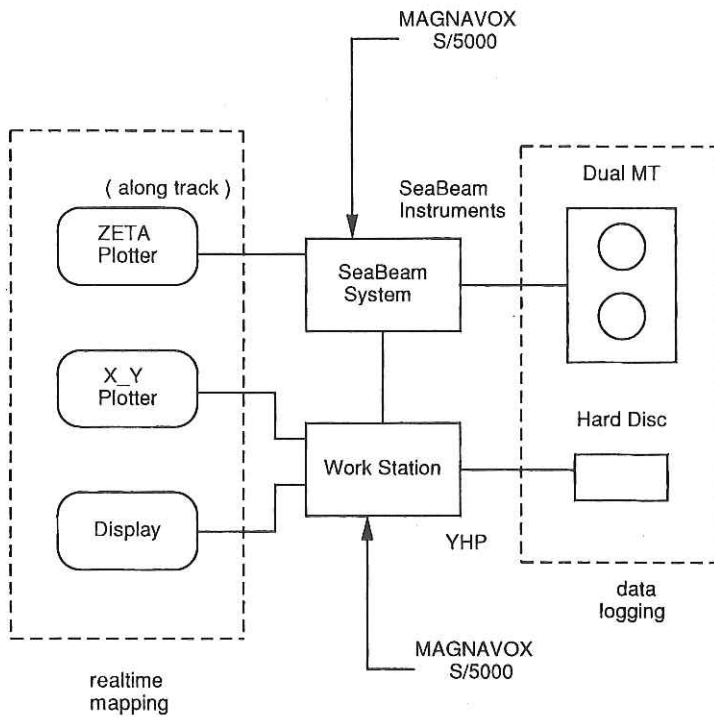 MAGNAVOX
S/5000
( along track )
ZETA
Plotter
SeaBeam
Instruments
Dual MT
SeaBeam
System
X_Y
Plotter
Hard Disc
Work Station
Display
YHP
data
logging
MAGNAVOX
S/5000
realtime
mapping